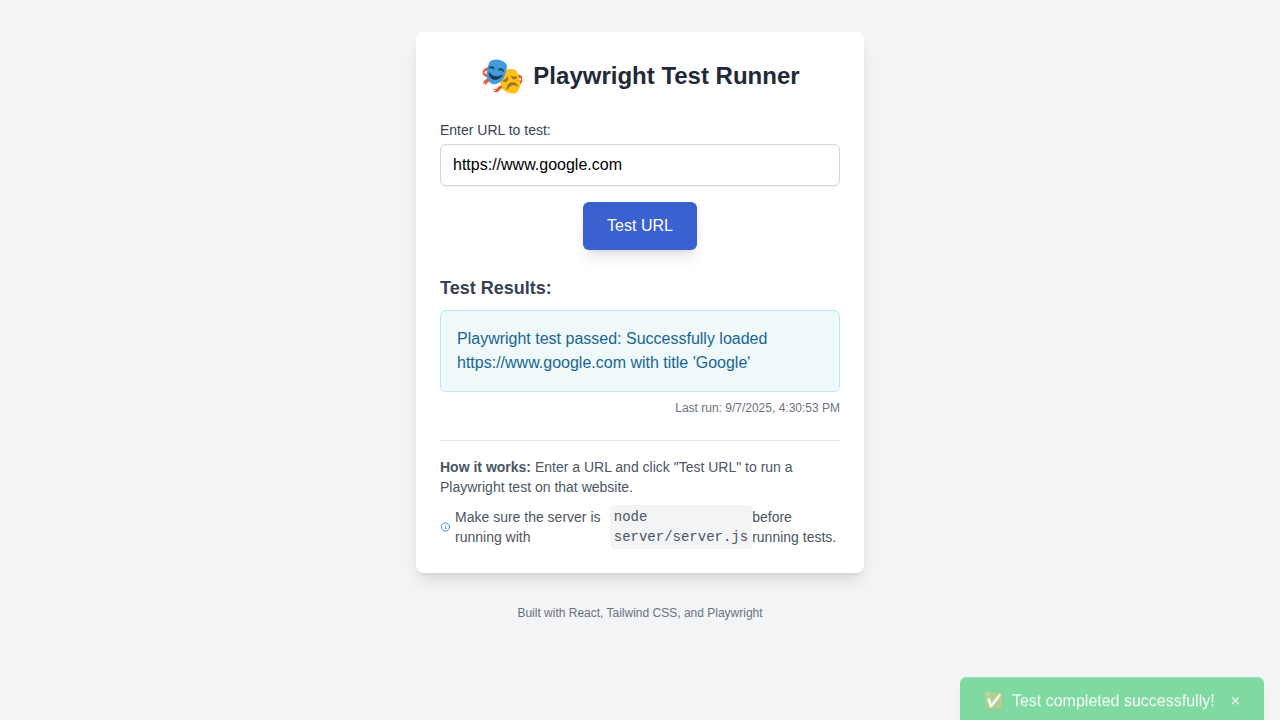 Playwright Test Runner
Enter URL to test:
https://www.google.com
Test URL
Test Results:
Playwright test passed: Successfully loaded
https://www.google.com with title 'Google'
Last run: 9/7/2025, 4:30:53 PM
How it works: Enter a URL and click "Test URL" to run a
Playwright test on that website.
Make sure the server is running with
node server/server.js
before running tests.
Built with React, Tailwind CSS, and Playwright
✅ Test completed successfully! ×